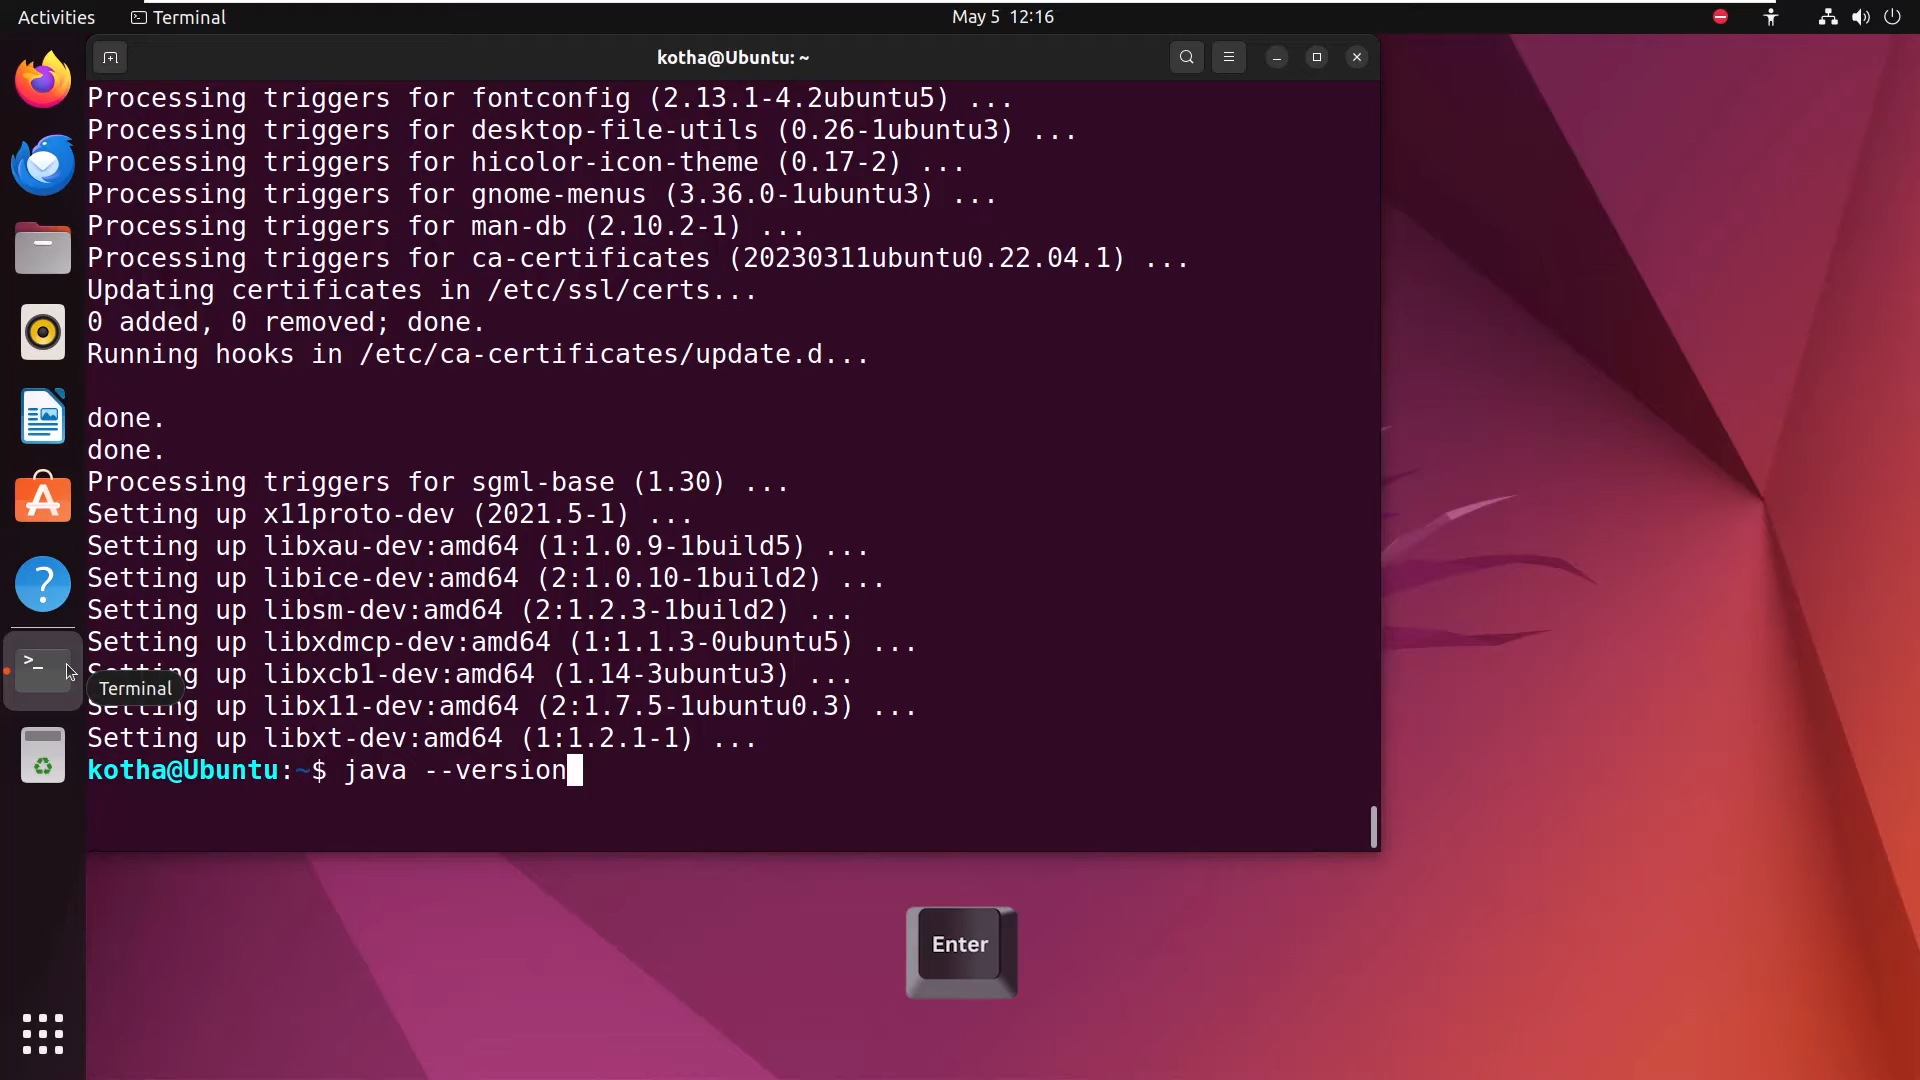 Activities
Terminal
May 5 12:16
kotha@Ubuntu: ~
Processing triggers for fontconfig (2.13.1-4.2ubuntu5) ...
Processing triggers for desktop-file-utils (0.26-1ubuntu3) ...
Processing triggers for hicolor-icon-theme (0.17-2) ...
Processing triggers for gnome-menus (3.36.0-1ubuntu3) ...
Processing triggers for man-db (2.10.2-1) ...
Processing triggers for ca-certificates (20230311ubuntu0.22.04.1) ...
Updating certificates in /etc/ssl/certs...
0 added, 0 removed; done.
Running hooks in /etc/ca-certificates/update.d...
done.
done.
Processing triggers for sgml-base (1.30) ...
Setting up x11proto-dev (2021.5-1) ...
Setting up libxau-dev:amd64 (1:1.0.9-1build5) ...
Setting up libice-dev:amd64 (2:1.0.10-1build2) ...
Setting up libsm-dev:amd64 (2:1.2.3-1build2) ...
Setting up libxdmcp-dev:amd64 (1:1.1.3-0ubuntu5) ...
Setting up libxcb1-dev:amd64 (1.14-3ubuntu3) ...
Terminal
Setting up libx11-dev:amd64 (2:1.7.5-1ubuntu0.3) ...
Setting up libxt-dev:amd64 (1:1.2.1-1) ...
kotha@Ubuntu:~$ java --version
Enter